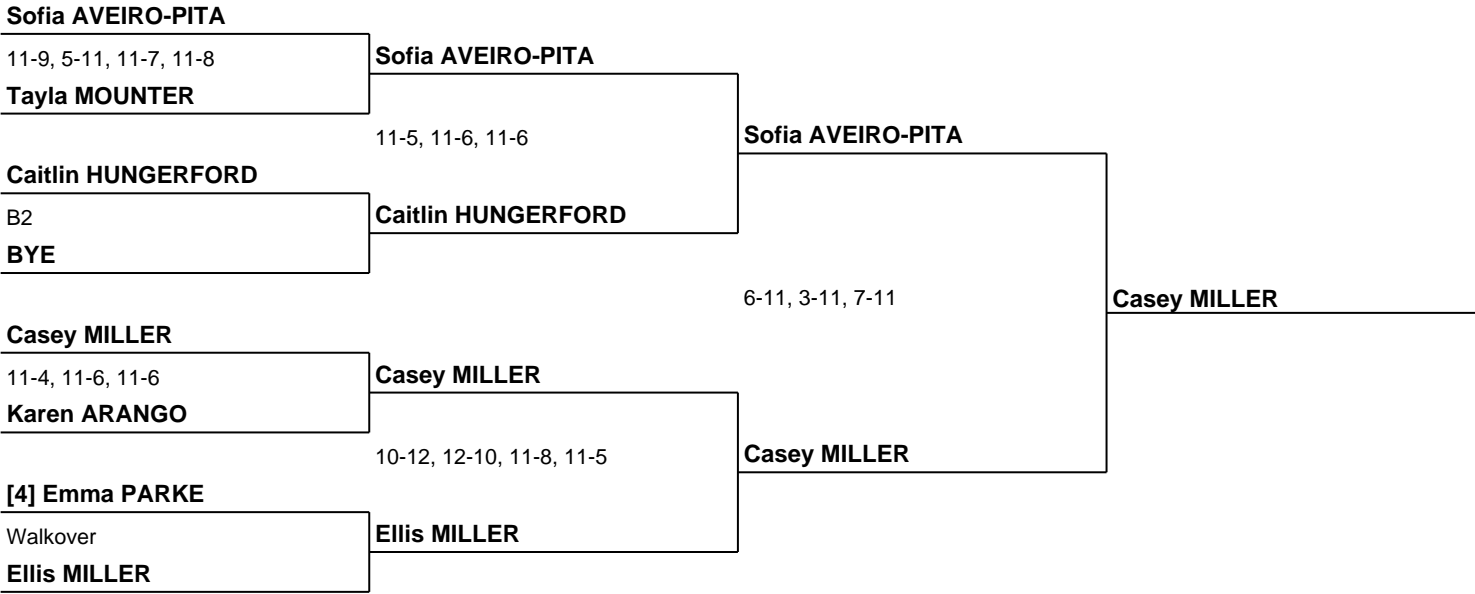 Sofia AVEIRO-PITA
11-9, 5-11, 11-7, 11-8
Tayla MOUNTER
Caitlin HUNGERFORD
B2
BYE
Casey MILLER
11-4, 11-6, 11-6
Karen ARANGO
[4] Emma PARKE
Walkover
Ellis MILLER
Sofia AVEIRO-PITA
11-5, 11-6, 11-6
Caitlin HUNGERFORD
Casey MILLER
10-12, 12-10, 11-8, 11-5
Ellis MILLER
Sofia AVEIRO-PITA
6-11, 3-11, 7-11
Casey MILLER
Casey MILLER